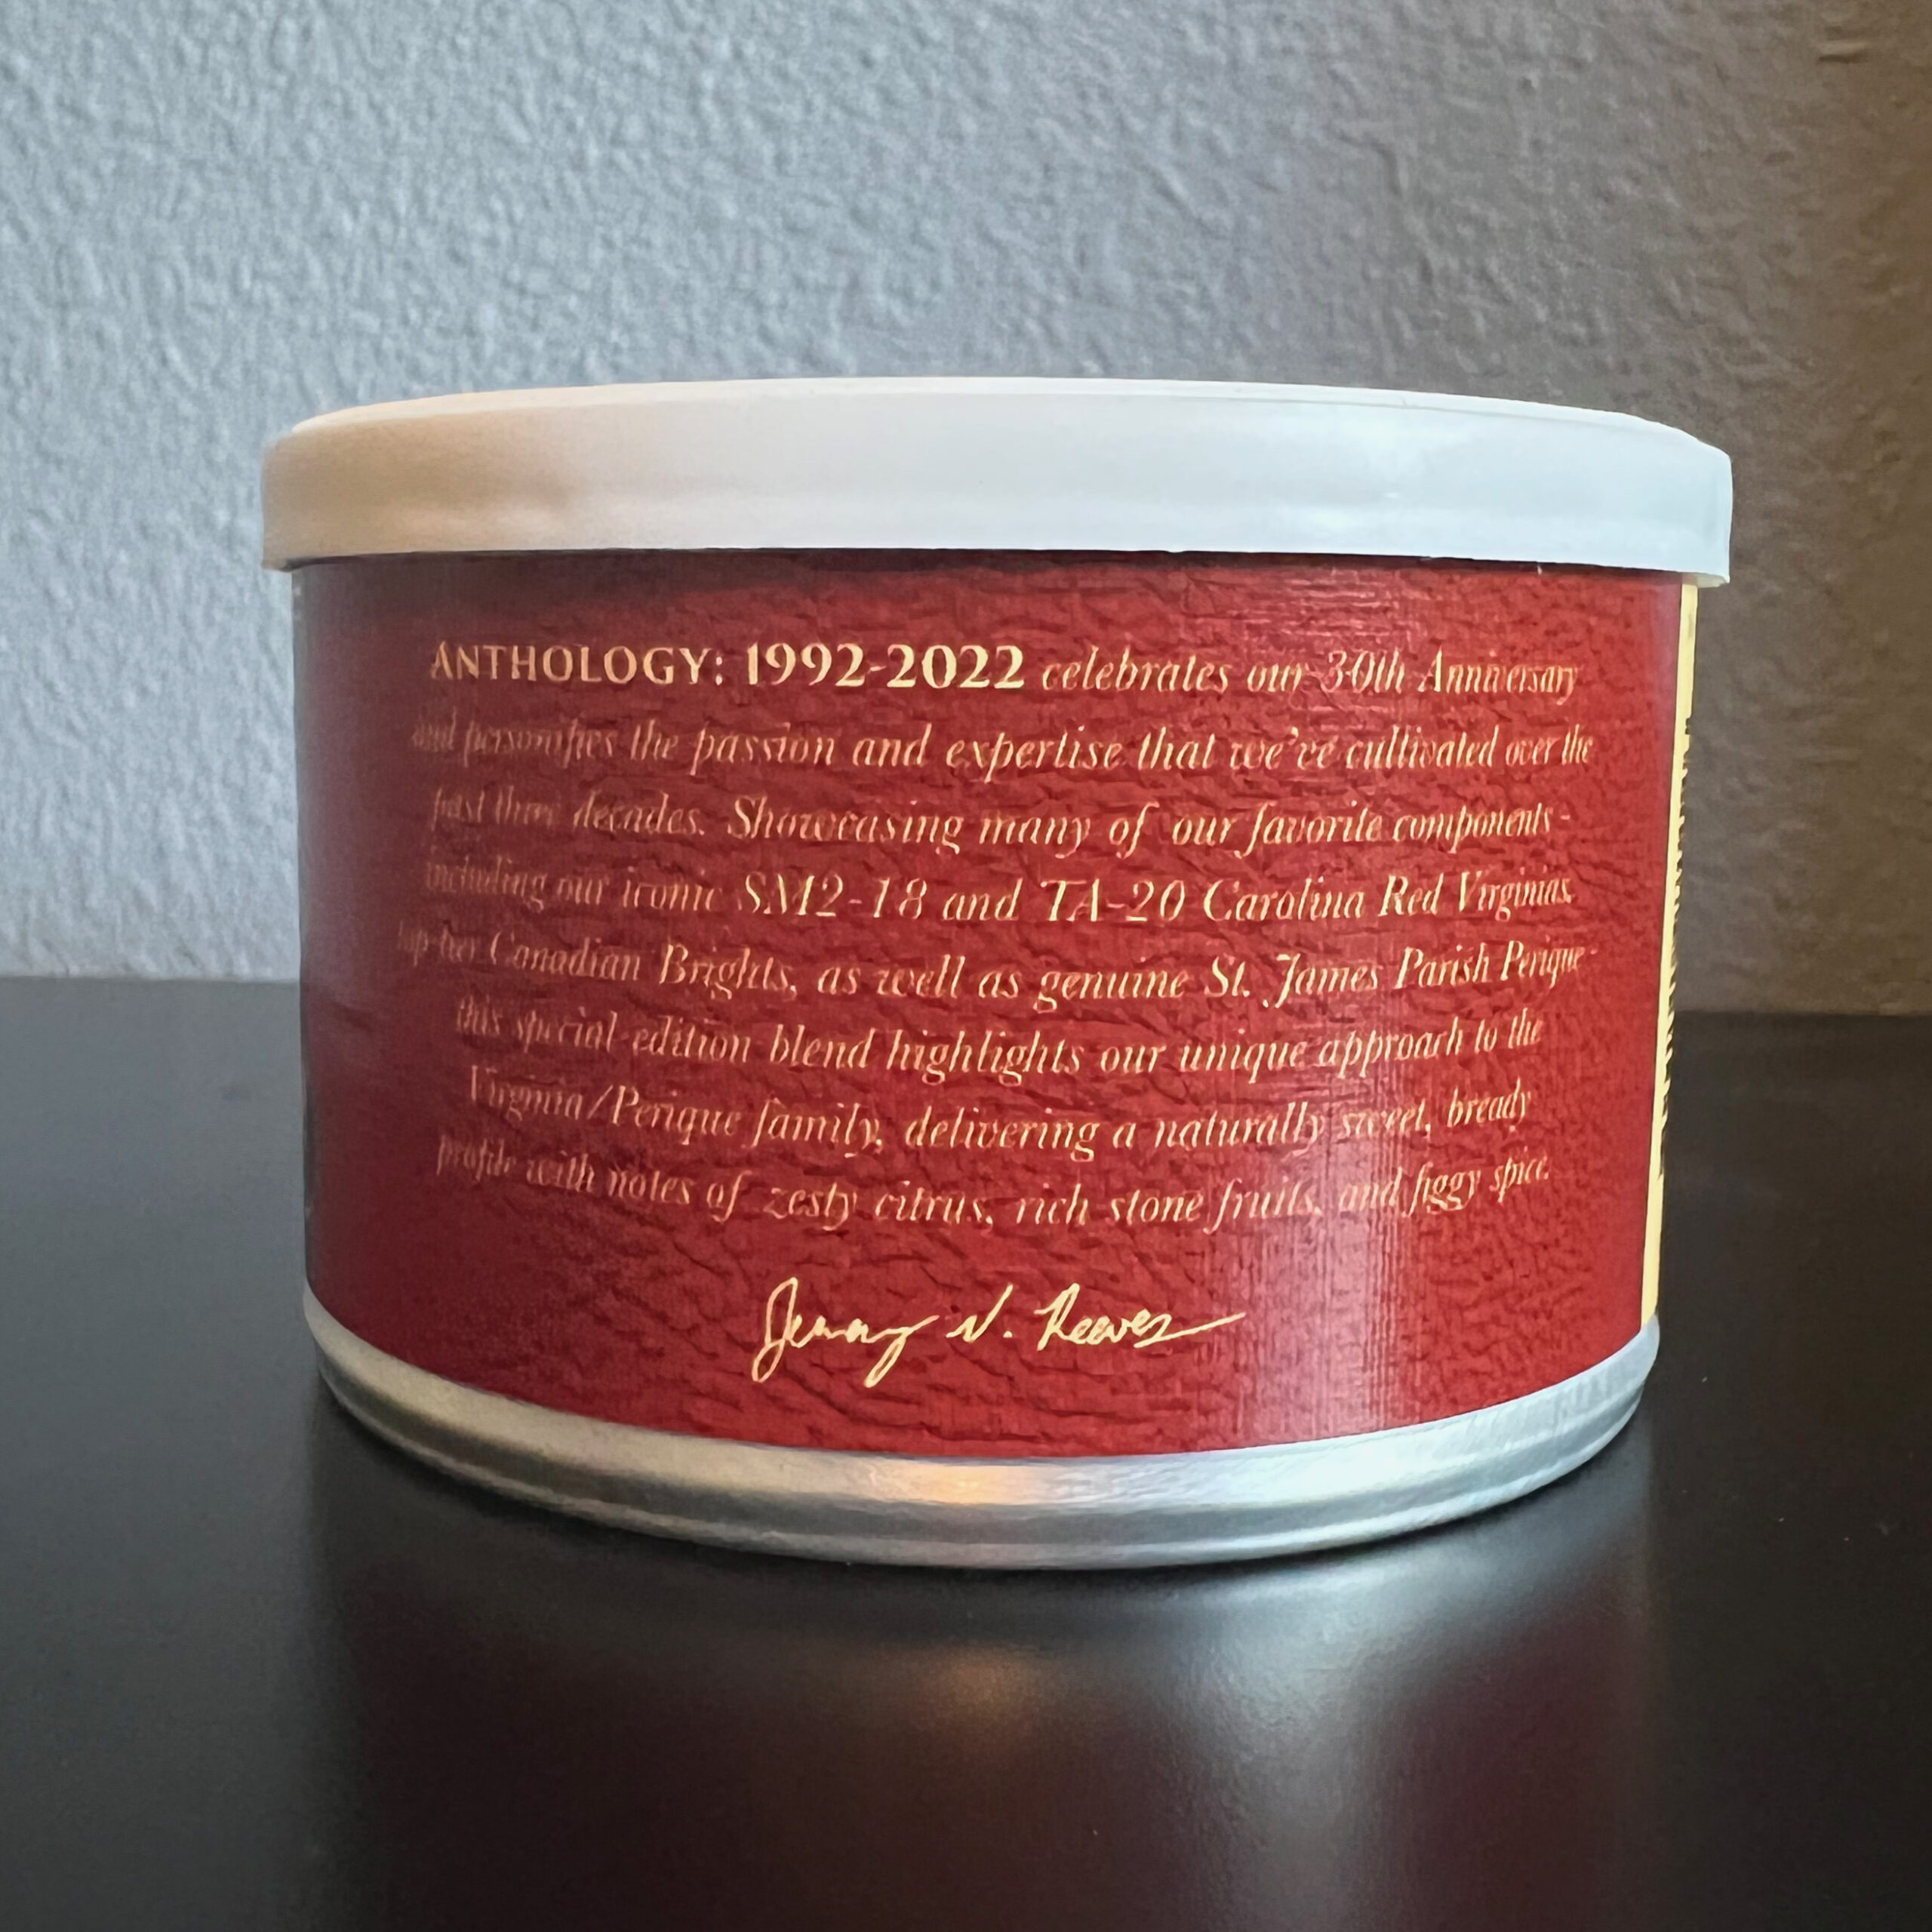 ANTHOLOGY: 1992-2022 celebrates our 30th Anniversary
and personifies the passion and expertise that we've cultivated over the
past three decades. Showcasing many of our favorite components -
including our iconic SM2-18 and TA-20 Carolina Red Virginias,
top-tier Canadian Brights, as well as genuine St. James Parish Perique -
this special-edition blend highlights our unique approach to the
Virginia/Perique family, delivering a naturally sweet, bready
profile with notes of zesty citrus, rich stone fruits, and figgy spice.
Jeremy N. Reeves